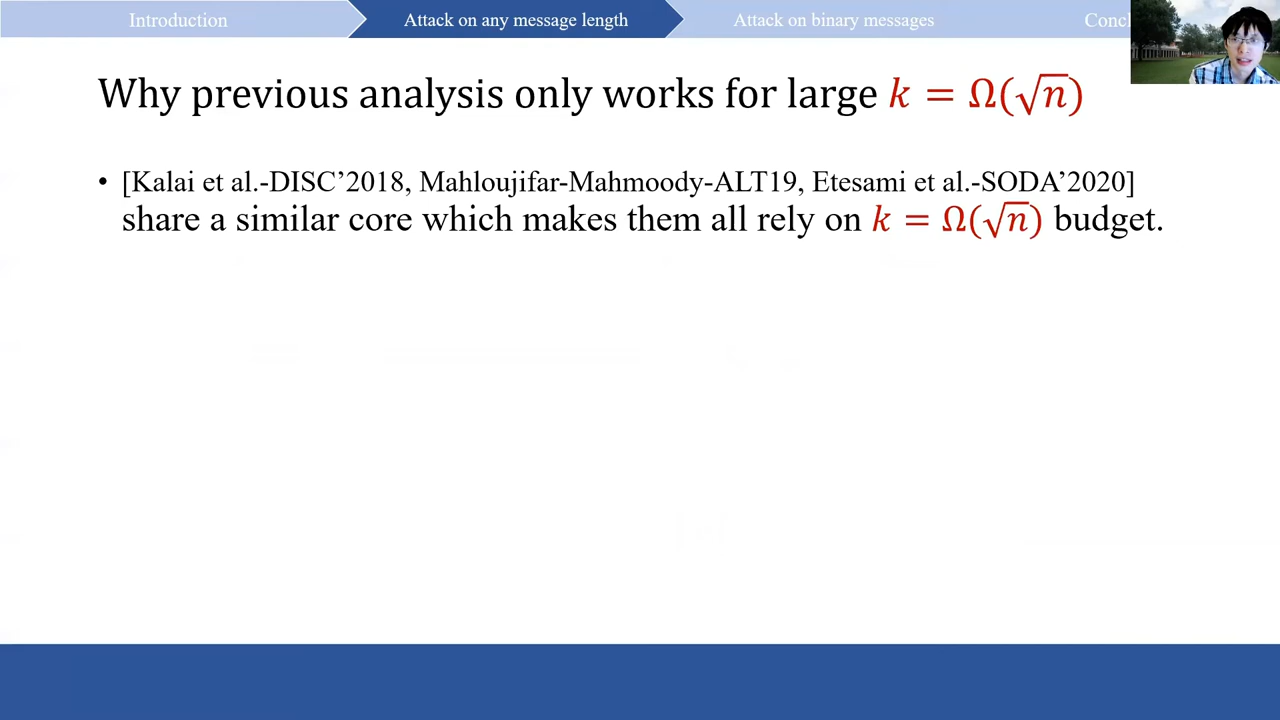 Introduction
Attack on any message length
Attack on binary messages
Concl
Why previous analysis only works for large k = Ω(√n)
• [Kalai et al.-DISC’2018, Mahloujifar-Mahmoody-ALT19, Etesami et al.-SODA’2020]
share a similar core which makes them all rely on k = Ω(√n) budget.